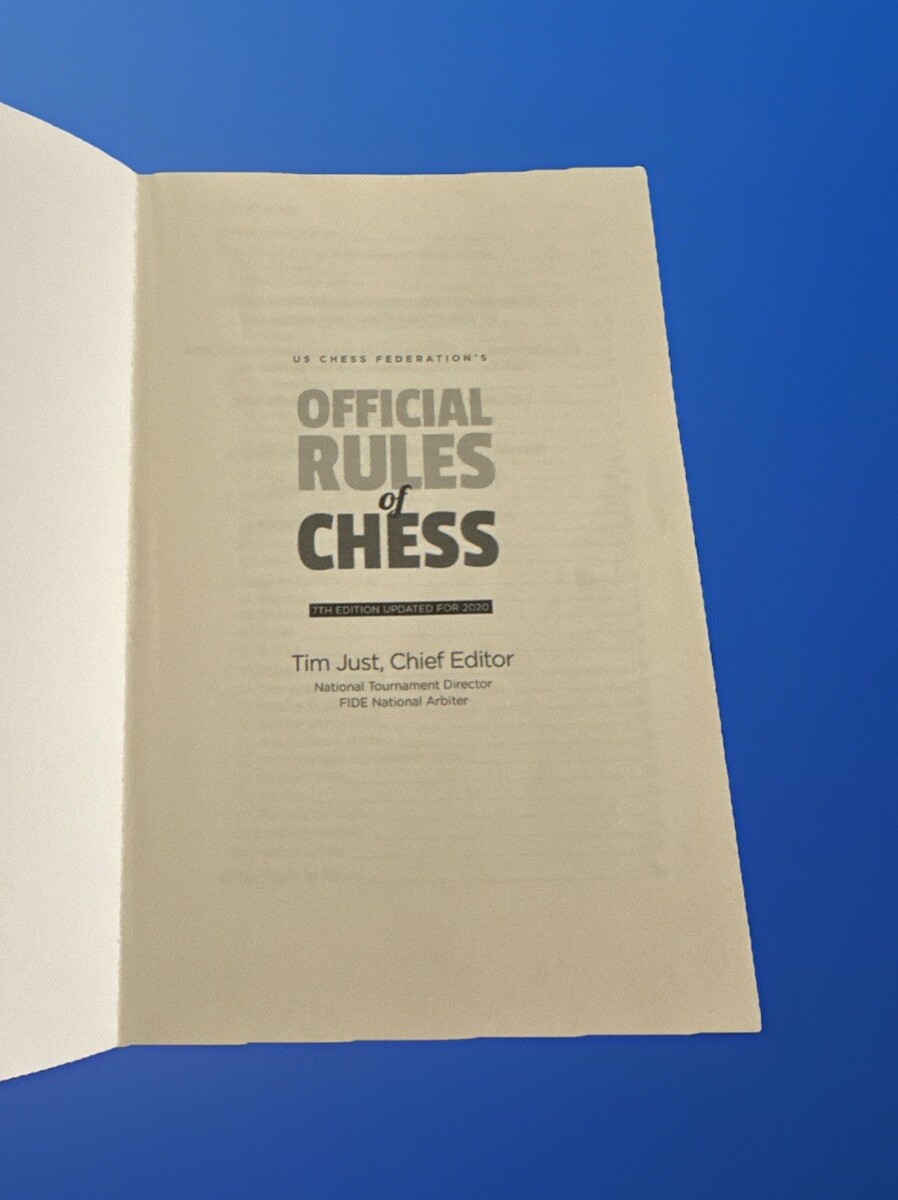 US CHESS FEDERATION'S
OFFICIAL
RULES
of
CHESS
7TH EDITION UPDATED FOR 2020
Tim Just, Chief Editor
National Tournament Director
FIDE National Arbiter